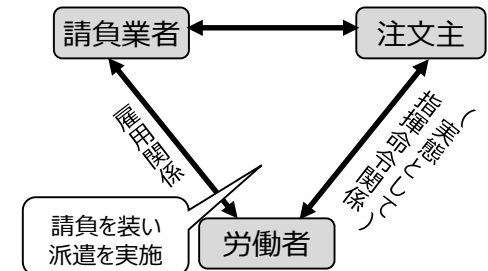 請負業者
注文主
雇用関係
（実態として
指揮命令関係）
請負を装い
派遣を実施
労働者